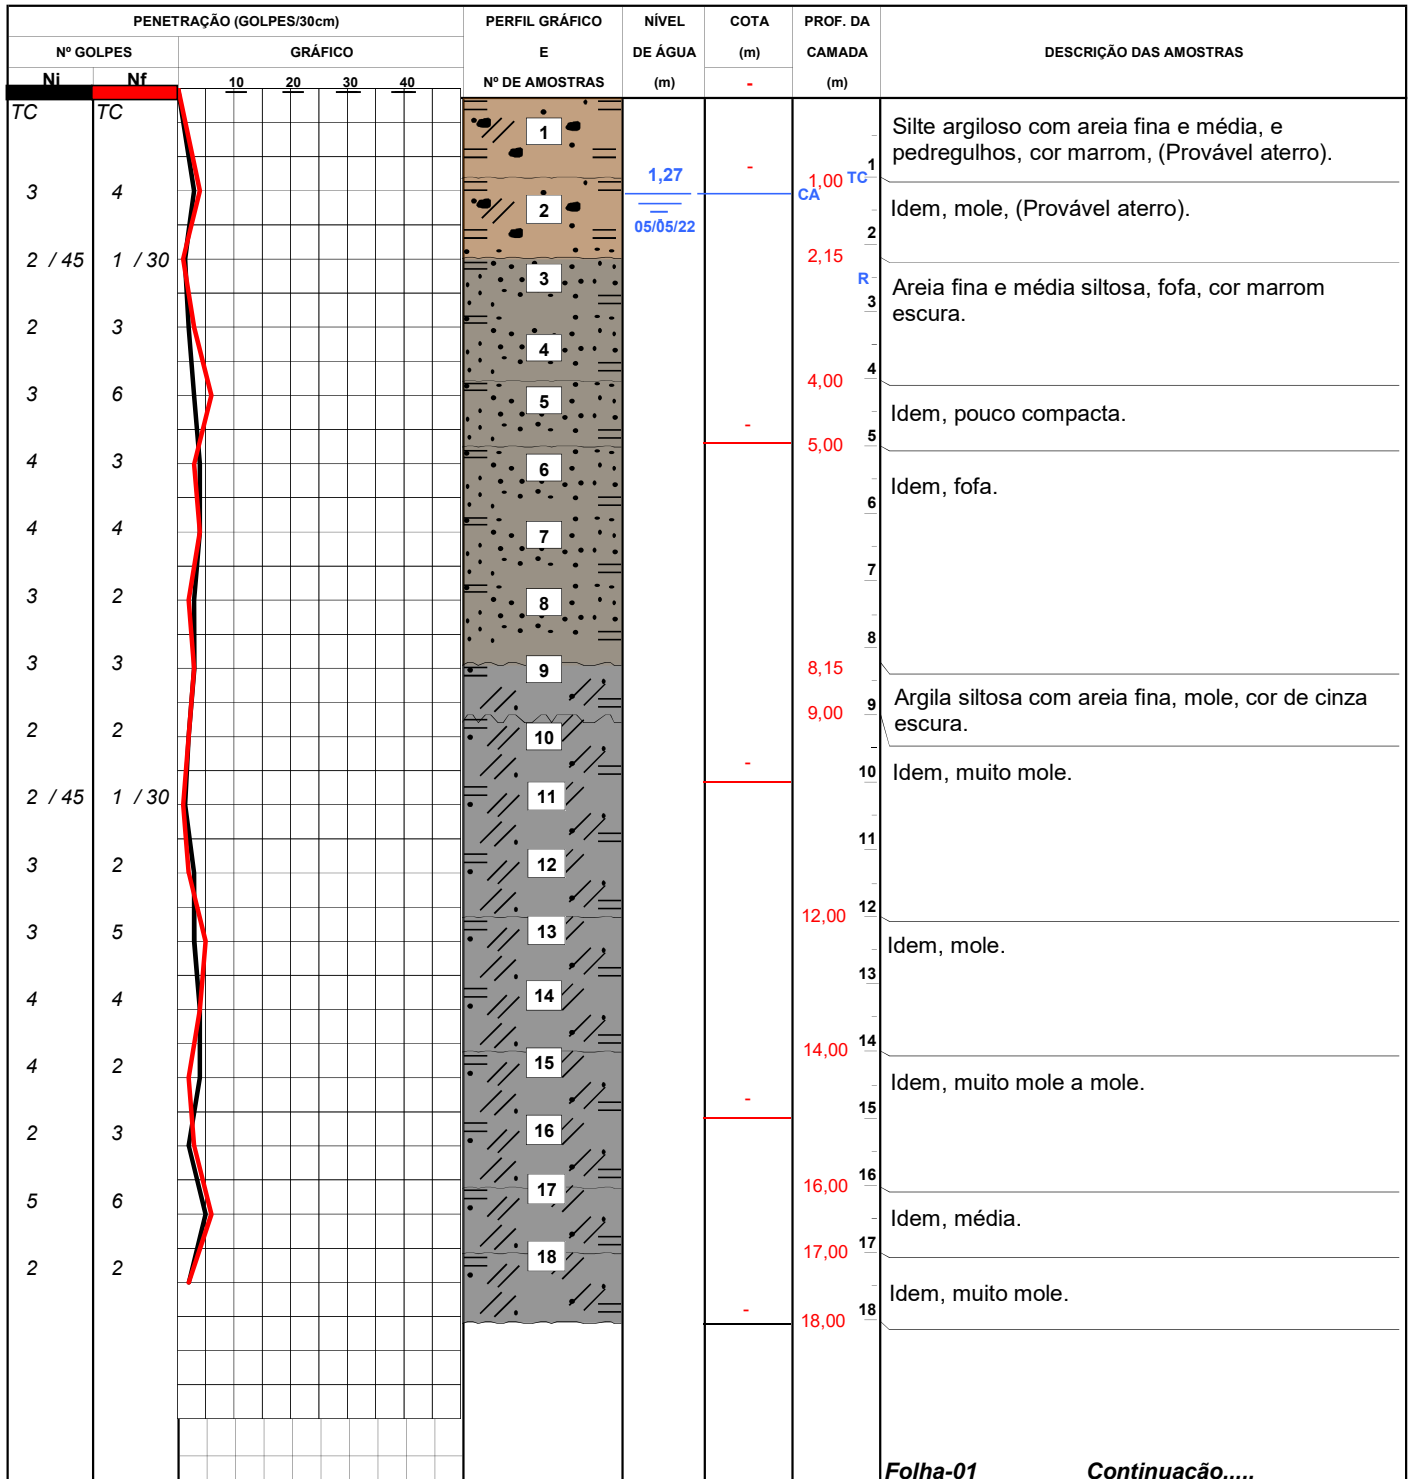 PENETRAÇÃO (GOLPES/30cm) PERFIL GRÁFICO NÍVEL COTA PROF. DA
Nº GOLPES GRÁFICO E DE ÁGUA (m) CAMADA DESCRIÇÃO DAS AMOSTRAS
Ni Nf 10 20 30 40 Nº DE AMOSTRAS (m) - (m)
TC TC
1
Silte argiloso com areia fina e média, e
pedregulhos, cor marrom, (Provável aterro).
- 1
1,27 1,00 TC
3 4 CA
2 Idem, mole, (Provável aterro).
05/05/22
2
2 / 45 1 / 30 2,15
3 R
Areia fina e média siltosa, fofa, cor marrom
3
escura.
2 3
4
4
4,00
3 6 5
Idem, pouco compacta.
- 5
5,00
4 3 6
Idem, fofa.
6
4 4 7
7
3 2 8
8
3 3 9 8,15
Argila siltosa com areia fina, mole, cor de cinza
9
9,00
escura.
2 2 10
- 10 Idem, muito mole.
2 / 45 1 / 30 11
11
3 2 12
12
12,00
3 5 13
Idem, mole.
13
4 4 14
14
14,00
4 2 15
Idem, muito mole a mole.
- 15
2 3 16
16
16,00
5 6 17
Idem, média.
17
17,00
2 2 18
Idem, muito mole.
- 18
18,00
Folha-01 Continuação.....